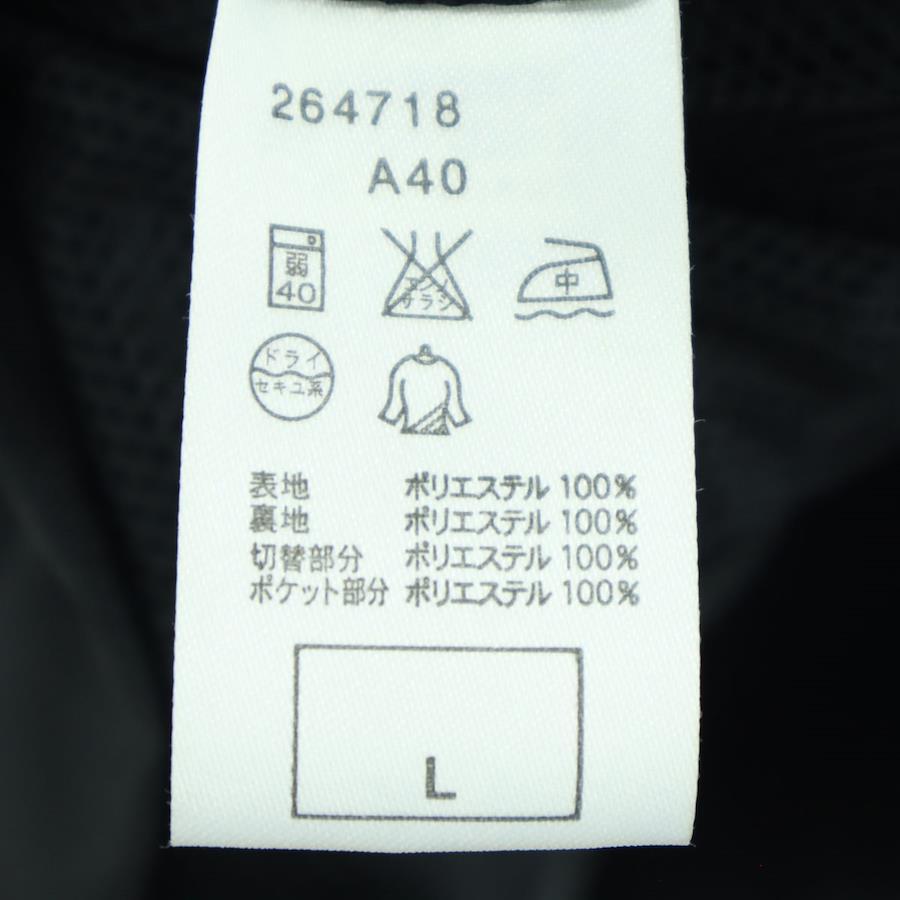 264718
A40
弱
40
エンソ
サラシ
中
ドライ
セキユ系
表地 ポリエステル 100%
裏地 ポリエステル 100%
切替部分 ポリエステル 100%
ポケット部分 ポリエステル 100%
L